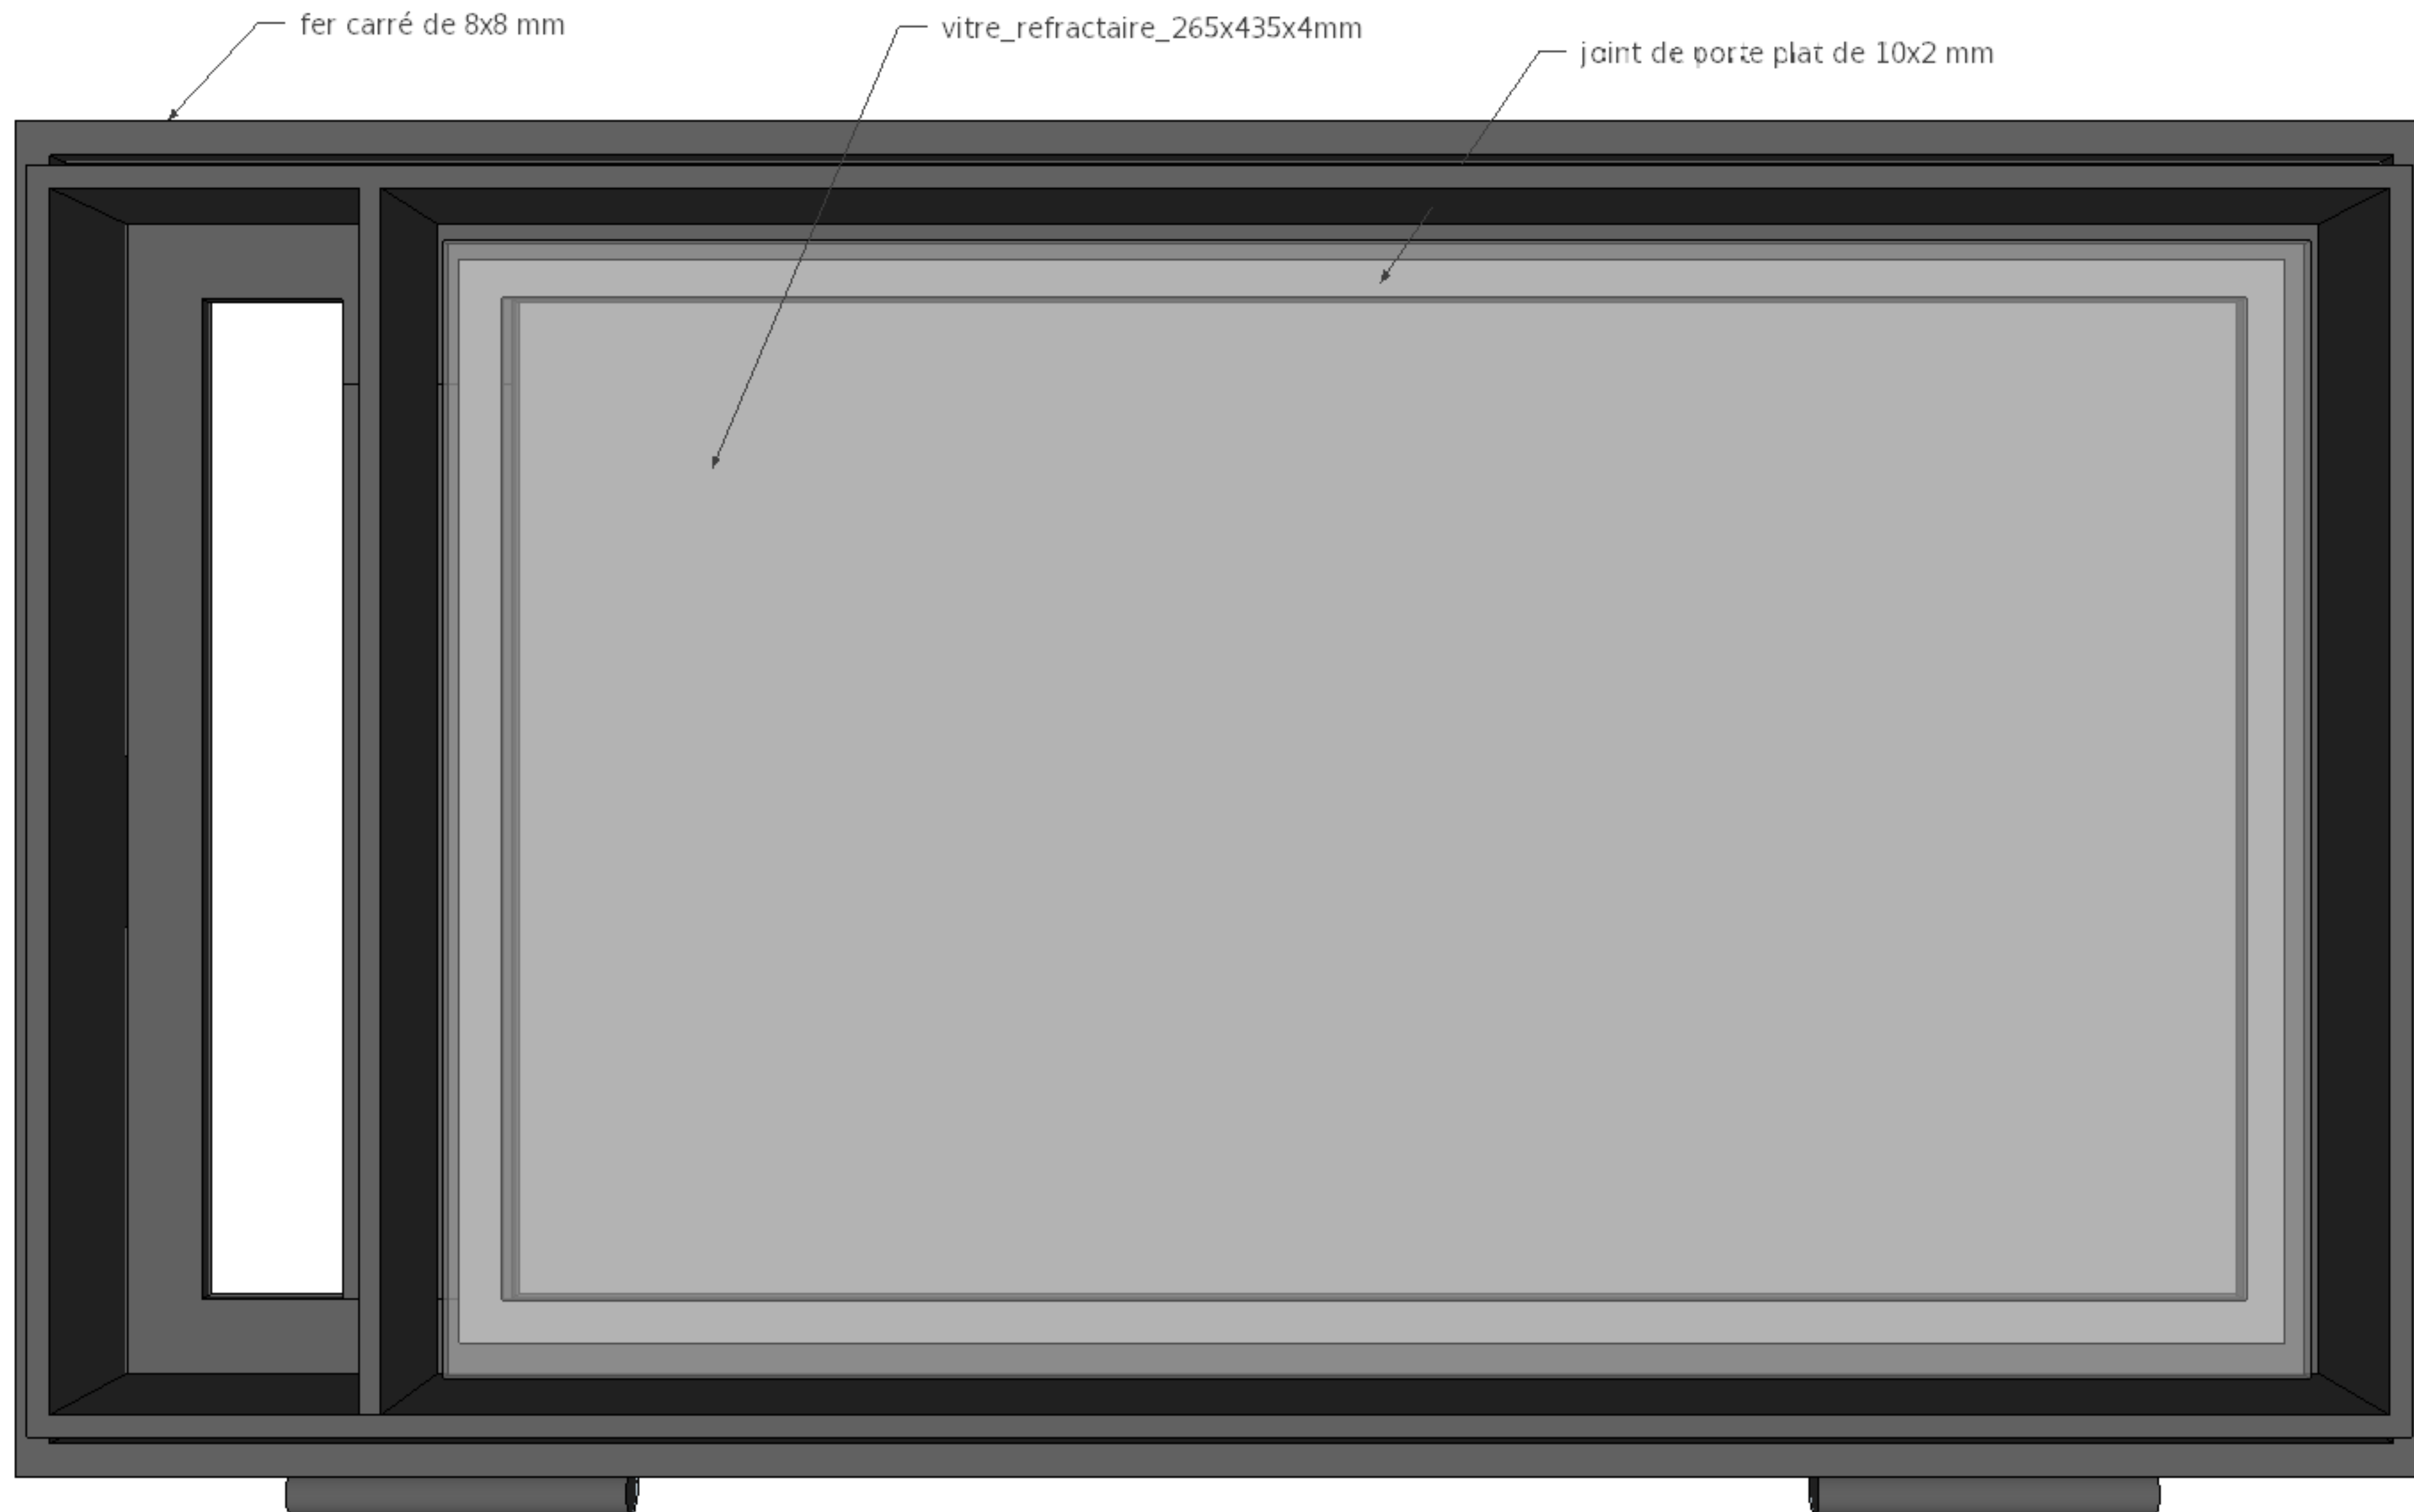 fer carré de 8x8 mm
vitre_refractaire_265x435x4mm
joint de porte plat de 10x2 mm